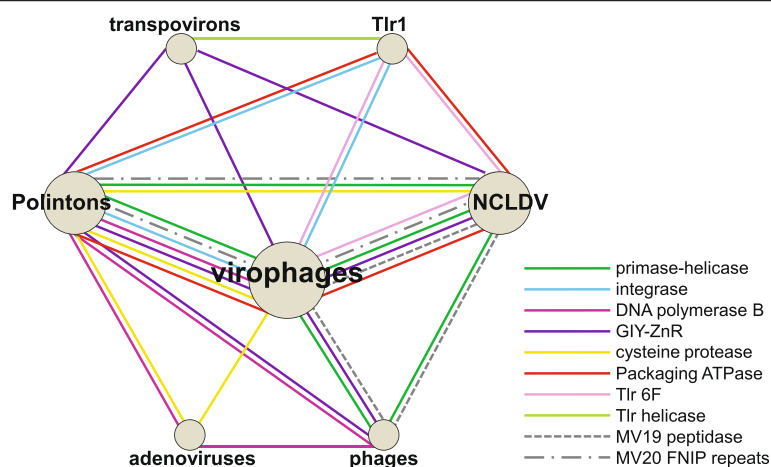 transpovirons
Tlr1
Polintons
NCLDV
virophages
adenoviruses
phages
primase-helicase
integrase
DNA polymerase B
GIY-ZnR
cysteine protease
Packaging ATPase
Tlr 6F
Tlr helicase
MV19 peptidase
MV20 FNIP repeats